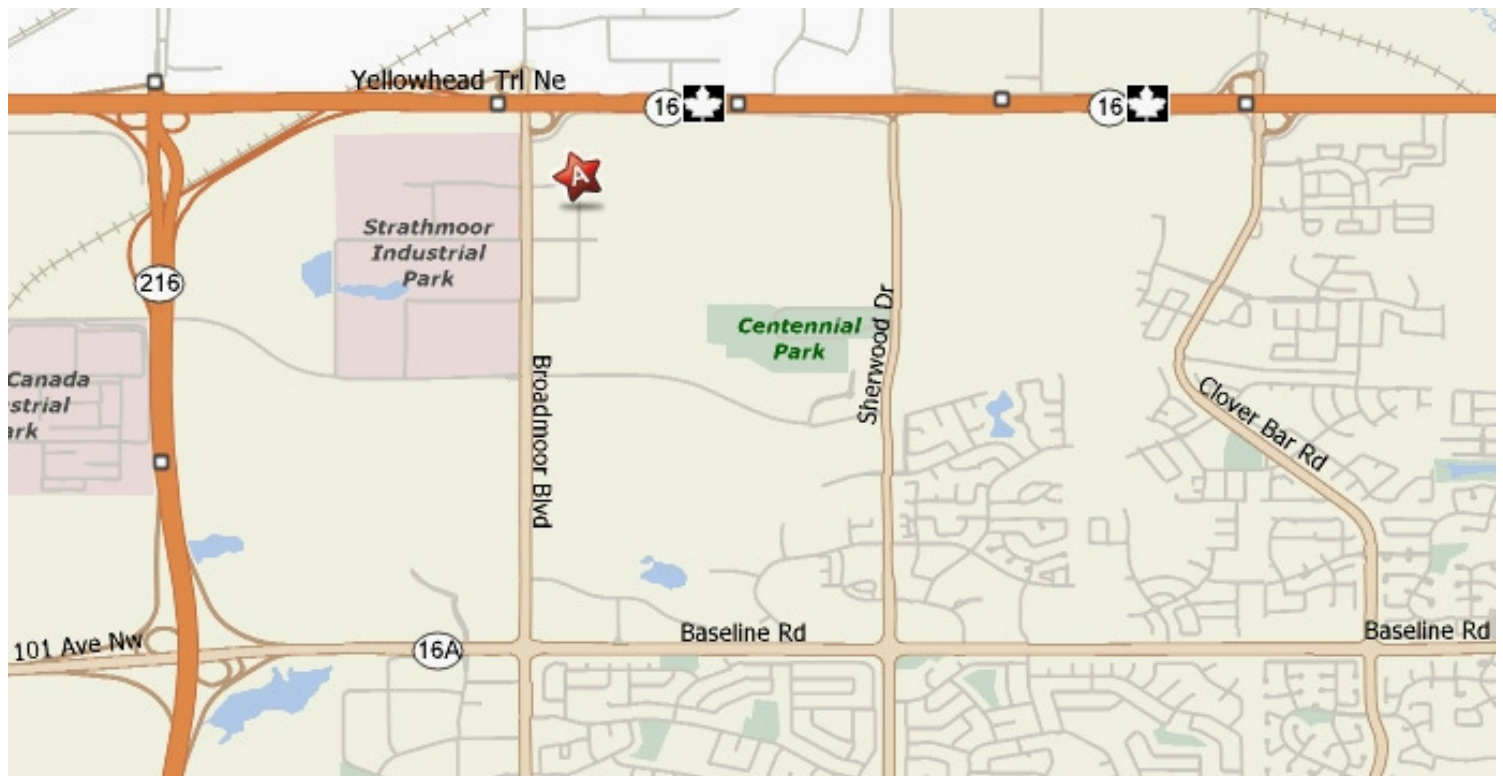 Yellowhead Trl Ne
16
16
A
Strathmoor
Industrial
Park
216
Centennial
Park
Sherwood Dr
Broadmoor Blvd
Clover Bar Rd
Canada
strial
ark
101 Ave Nw
16A
Baseline Rd
Baseline Rd